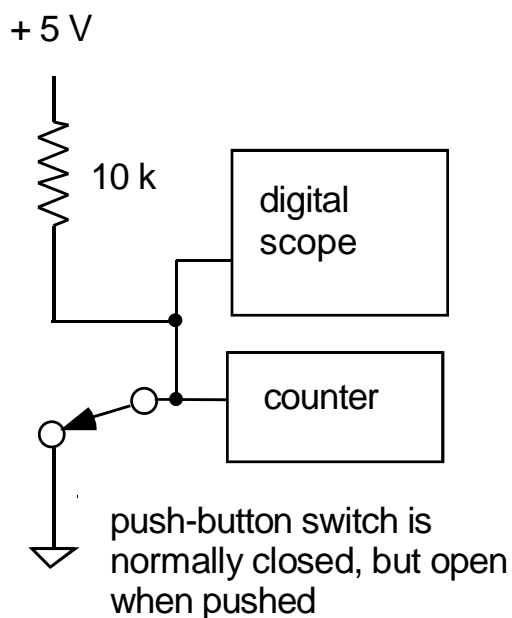 + 5 V
10 k
digital
scope
counter
push-button switch is
normally closed, but open
when pushed